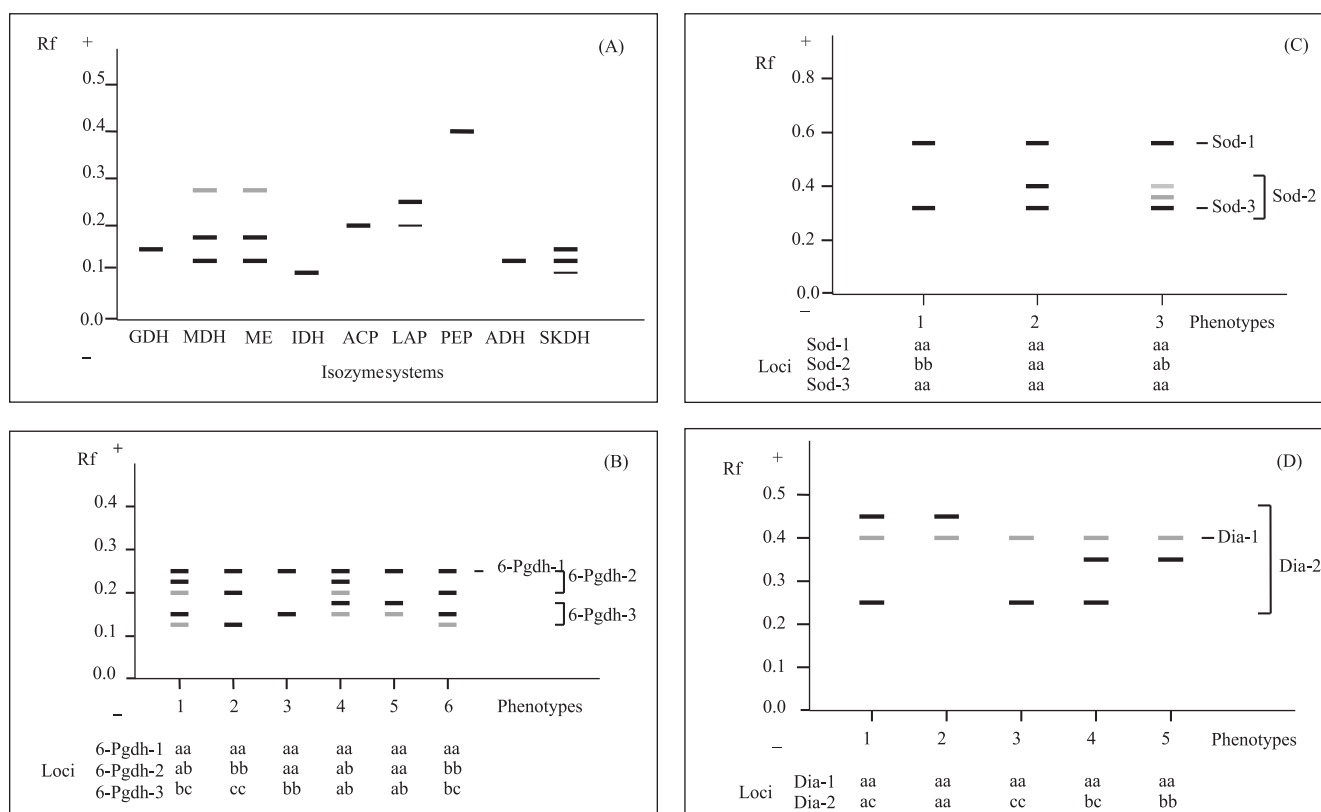 Rf +
(A)
0.5
0.4
0.3
0.2
0.1
0.0
GDH MDH ME IDH ACP LAP PEP ADH SKDH
–
Isozyme systems
Rf +
(B)
0.4
0.3
0.2
0.1
0.0
6-Pgdh-1
6-Pgdh-2
6-Pgdh-3
– 1 2 3 4 5 6 Phenotypes
6-Pgdh-1 aa aa aa aa aa aa
Loci 6-Pgdh-2 ab bb aa ab aa bb
6-Pgdh-3 bc cc bb ab ab bc
+
(C)
Rf
0.8
0.6
0.4
0.2
0.0
Sod-1
Sod-2
Sod-3
– 1 2 3 Phenotypes
Sod-1 aa aa aa
Loci Sod-2 bb aa ab
Sod-3 aa aa aa
Rf +
(D)
0.5
0.4
0.3
0.2
0.1
0.0
Dia-1
Dia-2
– 1 2 3 4 5 Phenotypes
Dia-1 aa aa aa aa aa
Loci Dia-2 ac aa cc bc bb